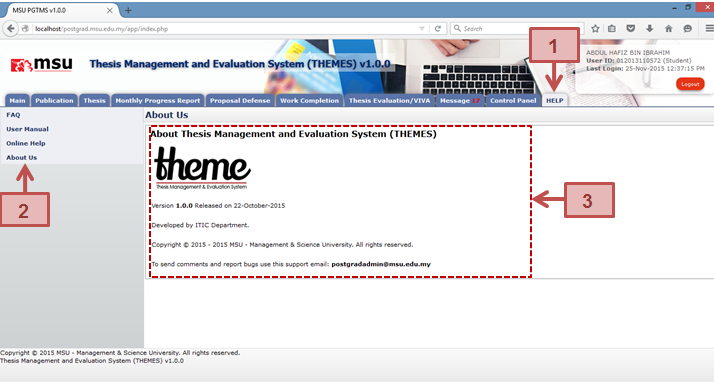 MSU PGTMS v1.0.0
localhost/postgrad.msu.edu.my/app/index.php
Search
1
msu
Thesis Management and Evaluation System (THEMES) v1.0.0
ABDUL HAFIZ BIN IBRAHIM
User ID: 012013110572 (Student)
Last Login: 25-Nov-2015 12:37:15 PM
Logout
Main Publication Thesis Monthly Progress Report Proposal Defense Work Completion Thesis Evaluation/VIVA Message 17 Control Panel HELP
FAQ
User Manual
Online Help
About Us
2
About Us
About Thesis Management and Evaluation System (THEMES)
theme
Thesis Management & Evaluation System
Version 1.0.0 Released on 22-October-2015
Developed by ITIC Department.
Copyright © 2015 - 2015 MSU - Management & Science University. All rights reserved.
To send comments and report bugs use this support email: postgradadmin@msu.edu.my
3
Copyright © 2015 MSU - Management & Science University. All rights reserved.
Thesis Management and Evaluation System (THEMES) v1.0.0